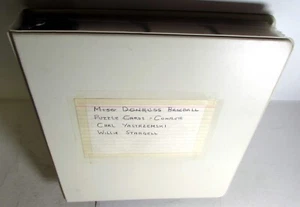 MISC DONRUSS BASEBALL
PUZZLE CARDS - COMPLETE
CARL YASTRZEMSKI
WILLIE STARGELL